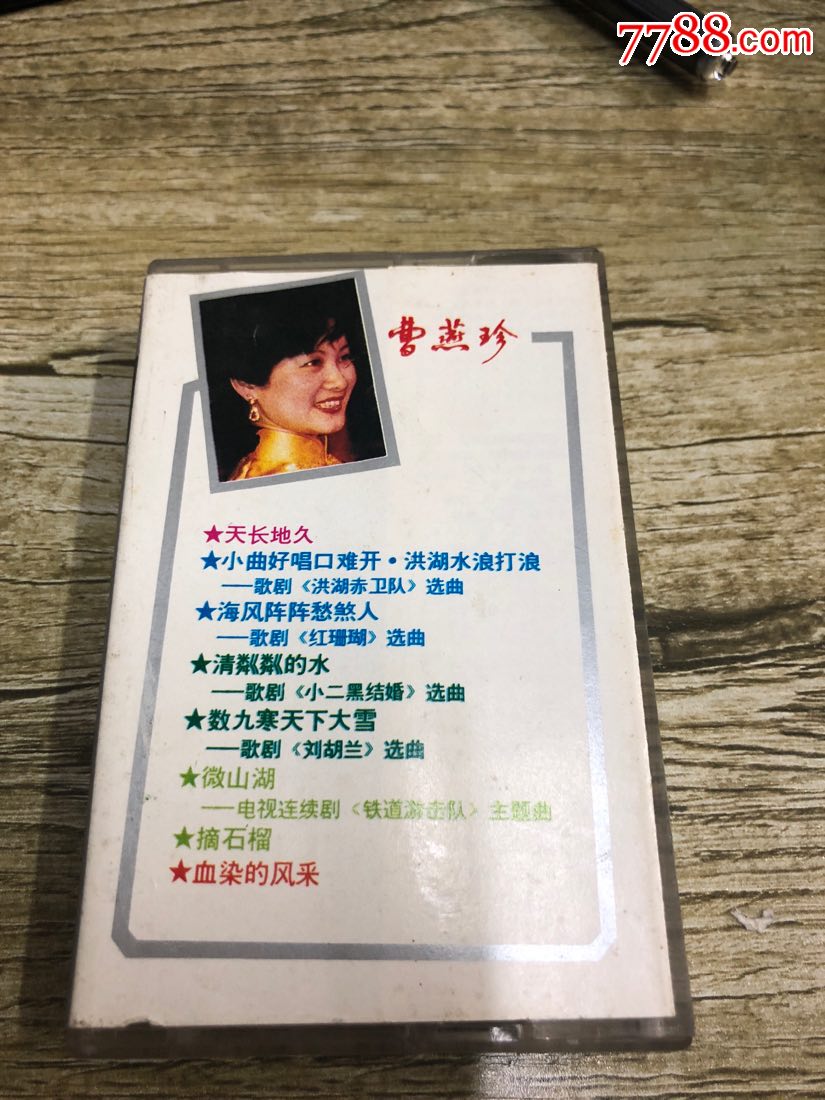 7788.com
曹燕珍
★天长地久
★小曲好唱口难开·洪湖水浪打浪
——歌剧《洪湖赤卫队》选曲
★海风阵阵愁煞人
——歌剧《红珊瑚》选曲
★清粼粼的水
——歌剧《小二黑结婚》选曲
★数九寒天下大雪
——歌剧《刘胡兰》选曲
★微山湖
——电视连续剧《铁道游击队》主题曲
★摘石榴
★血染的风采